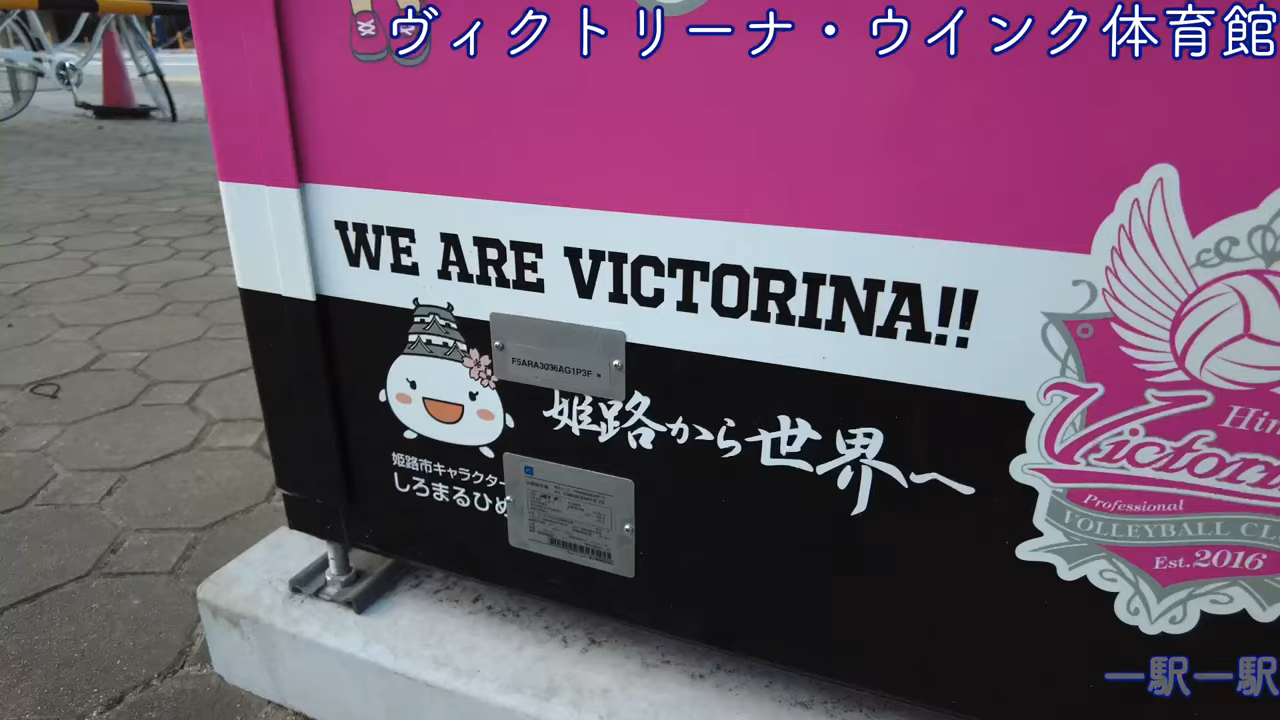 ヴィクトリーナ・ウインク体育館
WE ARE VICTORINA!!
F5ARA3036AG1P3F
姫路から世界へ
姫路市キャラクター
しろまるひめ
Professional
VOLLEYBALL
Est.2016
一駅一駅